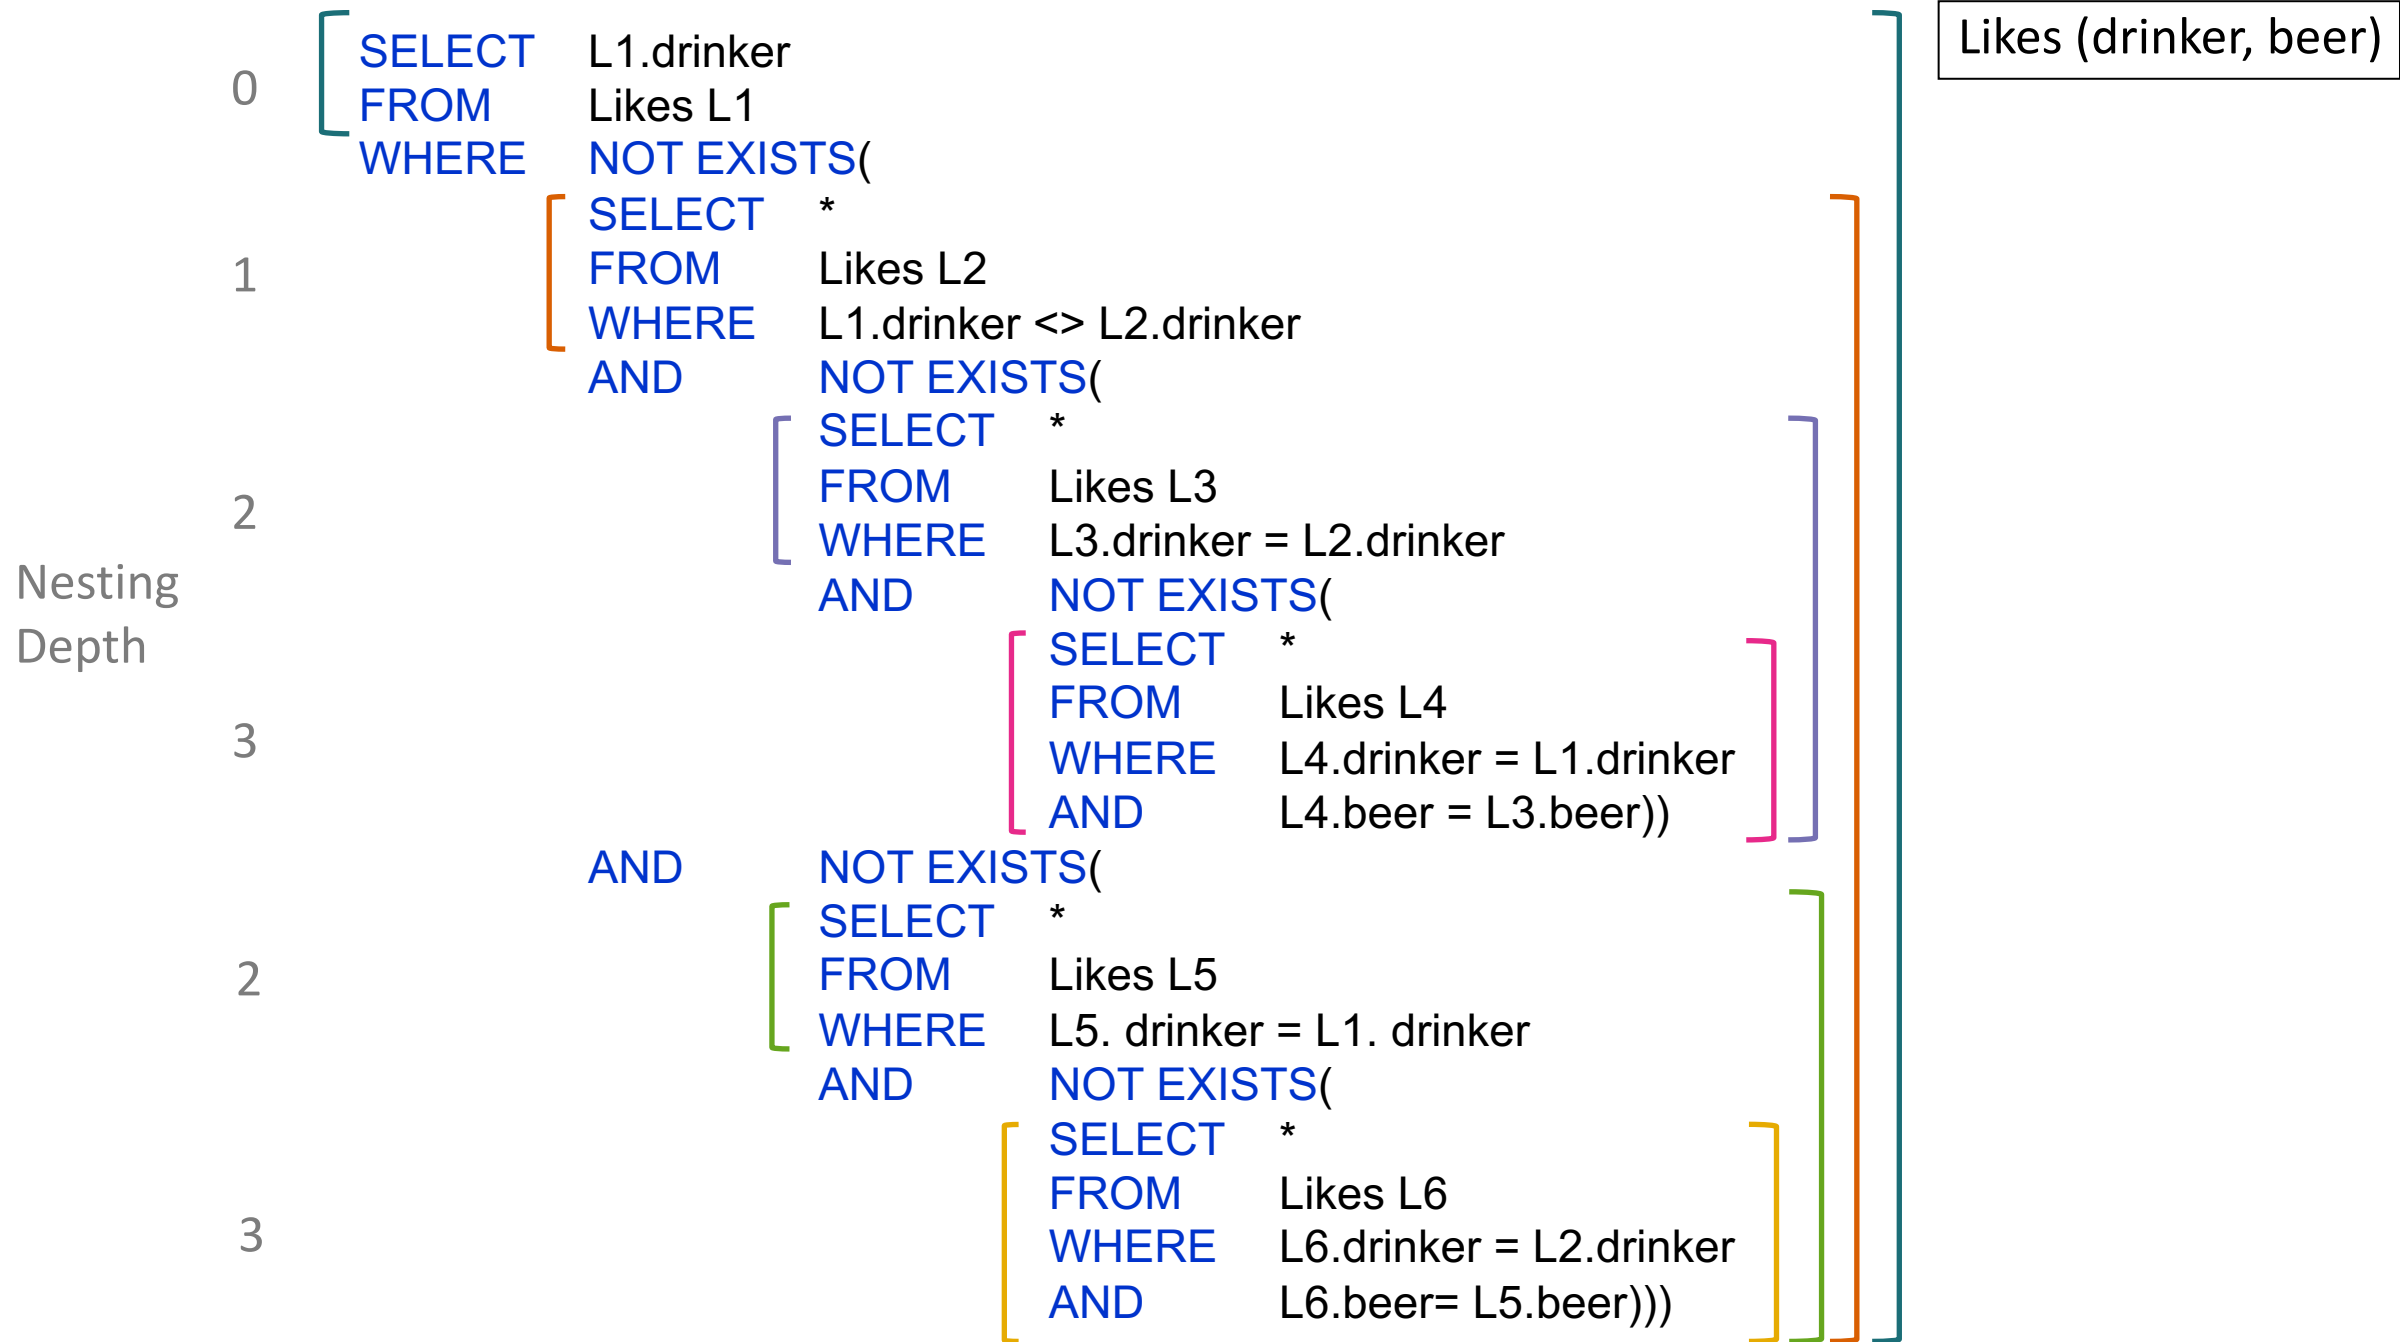 Likes (drinker, beer)
0
SELECT L1.drinker
FROM Likes L1
WHERE NOT EXISTS(
1
SELECT *
FROM Likes L2
WHERE L1.drinker <> L2.drinker
AND NOT EXISTS(
2
SELECT *
FROM Likes L3
WHERE L3.drinker = L2.drinker
AND NOT EXISTS(
Nesting
Depth
3
SELECT *
FROM Likes L4
WHERE L4.drinker = L1.drinker
AND L4.beer = L3.beer))
AND NOT EXISTS(
2
SELECT *
FROM Likes L5
WHERE L5. drinker = L1. drinker
AND NOT EXISTS(
3
SELECT *
FROM Likes L6
WHERE L6.drinker = L2.drinker
AND L6.beer= L5.beer)))